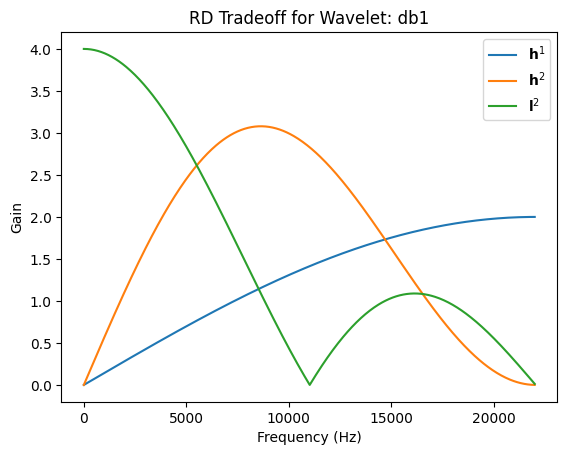 RD Tradeoff for Wavelet: db1
h¹
h²
l²
Gain
4.0
3.5
3.0
2.5
2.0
1.5
1.0
0.5
0.0
0 5000 10000 15000 20000
Frequency (Hz)